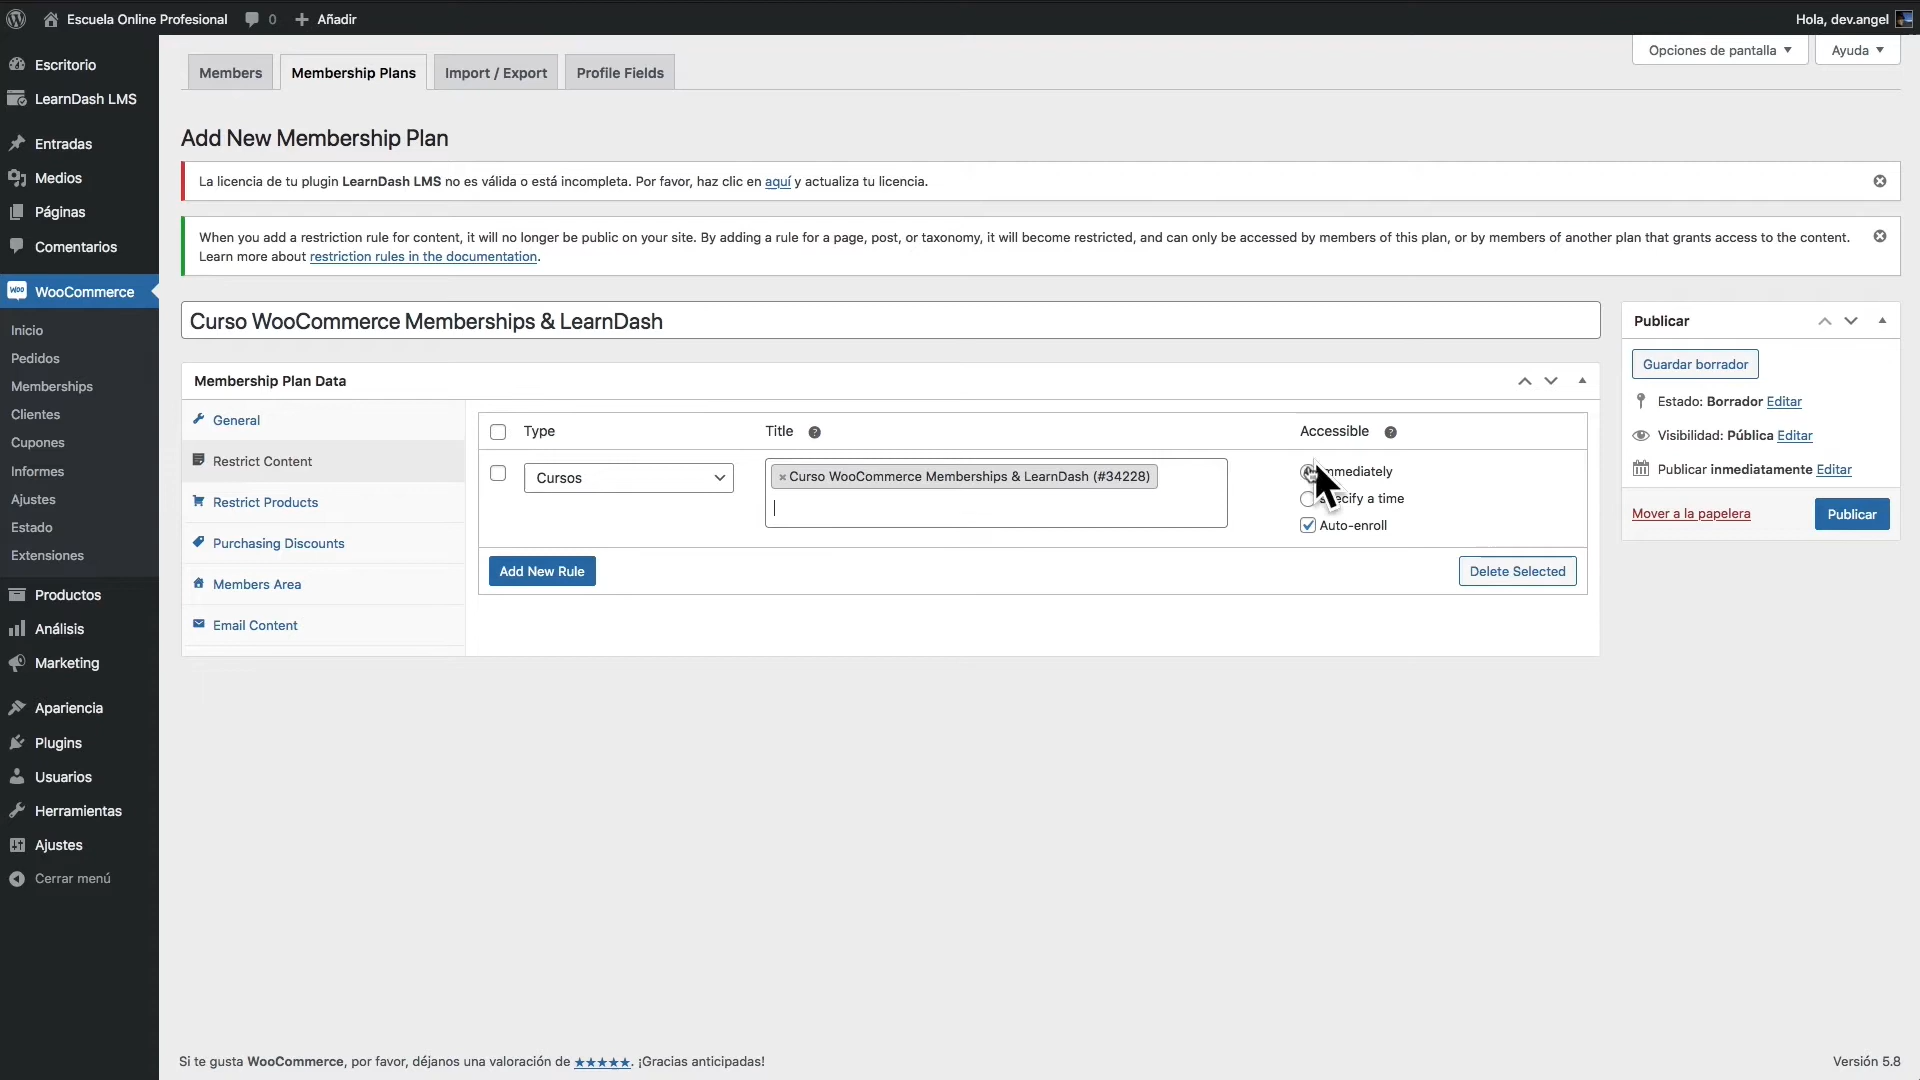 Escuela Online Profesional 0 Añadir Hola, dev.angel
Opciones de pantalla Ayuda
Escritorio
LearnDash LMS
Entradas
Medios
Páginas
Comentarios
WooCommerce
Inicio
Pedidos
Memberships
Clientes
Cupones
Informes
Ajustes
Estado
Extensiones
Productos
Análisis
Marketing
Apariencia
Plugins
Usuarios
Herramientas
Ajustes
Cerrar menú
Members Membership Plans Import / Export Profile Fields
Add New Membership Plan
La licencia de tu plugin LearnDash LMS no es válida o está incompleta. Por favor, haz clic en aquí y actualiza tu licencia.
When you add a restriction rule for content, it will no longer be public on your site. By adding a rule for a page, post, or taxonomy, it will become restricted, and can only be accessed by members of this plan, or by members of another plan that grants access to the content.
Learn more about restriction rules in the documentation.
Curso WooCommerce Memberships & LearnDash
Membership Plan Data
General
Restrict Content
Restrict Products
Purchasing Discounts
Members Area
Email Content
Type Title Accessible
Cursos × Curso WooCommerce Memberships & LearnDash (#34228)
a time
Auto-enroll
Add New Rule Delete Selected
Publicar
Guardar borrador
Estado: Borrador Editar
Visibilidad: Pública Editar
Publicar inmediatamente Editar
Mover a la papelera Publicar
Si te gusta WooCommerce, por favor, déjanos una valoración de ★★★★★. ¡Gracias anticipadas! Versión 5.8